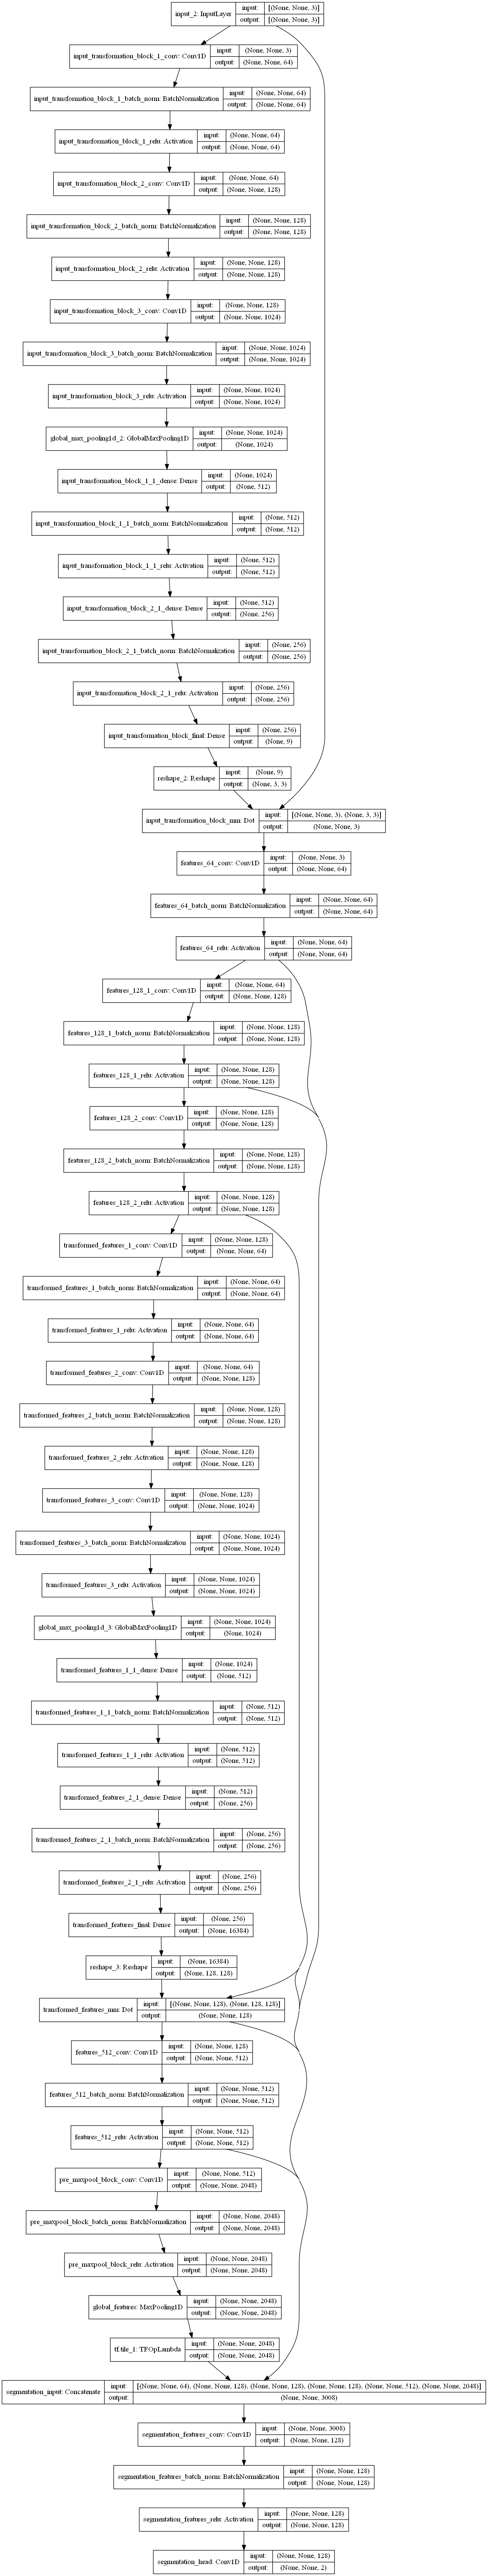 input_2: InputLayer
input: [(None, None, 3)]
output: [(None, None, 3)]
input_transformation_block_1_conv: Conv1D
input: (None, None, 3)
output: (None, None, 64)
input_transformation_block_1_batch_norm: BatchNormalization
input: (None, None, 64)
output: (None, None, 64)
input_transformation_block_1_relu: Activation
input: (None, None, 64)
output: (None, None, 64)
input_transformation_block_2_conv: Conv1D
input: (None, None, 64)
output: (None, None, 128)
input_transformation_block_2_batch_norm: BatchNormalization
input: (None, None, 128)
output: (None, None, 128)
input_transformation_block_2_relu: Activation
input: (None, None, 128)
output: (None, None, 128)
input_transformation_block_3_conv: Conv1D
input: (None, None, 128)
output: (None, None, 1024)
input_transformation_block_3_batch_norm: BatchNormalization
input: (None, None, 1024)
output: (None, None, 1024)
input_transformation_block_3_relu: Activation
input: (None, None, 1024)
output: (None, None, 1024)
global_max_pooling1d_2: GlobalMaxPooling1D
input: (None, None, 1024)
output: (None, 1024)
input_transformation_block_1_1_dense: Dense
input: (None, 1024)
output: (None, 512)
input_transformation_block_1_1_batch_norm: BatchNormalization
input: (None, 512)
output: (None, 512)
input_transformation_block_1_1_relu: Activation
input: (None, 512)
output: (None, 512)
input_transformation_block_2_1_dense: Dense
input: (None, 512)
output: (None, 256)
input_transformation_block_2_1_batch_norm: BatchNormalization
input: (None, 256)
output: (None, 256)
input_transformation_block_2_1_relu: Activation
input: (None, 256)
output: (None, 256)
input_transformation_block_final: Dense
input: (None, 256)
output: (None, 9)
reshape_2: Reshape
input: (None, 9)
output: (None, 3, 3)
input_transformation_block_mm: Dot
input: [(None, None, 3), (None, 3, 3)]
output: (None, None, 3)
features_64_conv: Conv1D
input: (None, None, 3)
output: (None, None, 64)
features_64_batch_norm: BatchNormalization
input: (None, None, 64)
output: (None, None, 64)
features_64_relu: Activation
input: (None, None, 64)
output: (None, None, 64)
features_128_1_conv: Conv1D
input: (None, None, 64)
output: (None, None, 128)
features_128_1_batch_norm: BatchNormalization
input: (None, None, 128)
output: (None, None, 128)
features_128_1_relu: Activation
input: (None, None, 128)
output: (None, None, 128)
features_128_2_conv: Conv1D
input: (None, None, 128)
output: (None, None, 128)
features_128_2_batch_norm: BatchNormalization
input: (None, None, 128)
output: (None, None, 128)
features_128_2_relu: Activation
input: (None, None, 128)
output: (None, None, 128)
transformed_features_1_conv: Conv1D
input: (None, None, 128)
output: (None, None, 64)
transformed_features_1_batch_norm: BatchNormalization
input: (None, None, 64)
output: (None, None, 64)
transformed_features_1_relu: Activation
input: (None, None, 64)
output: (None, None, 64)
transformed_features_2_conv: Conv1D
input: (None, None, 64)
output: (None, None, 128)
transformed_features_2_batch_norm: BatchNormalization
input: (None, None, 128)
output: (None, None, 128)
transformed_features_2_relu: Activation
input: (None, None, 128)
output: (None, None, 128)
transformed_features_3_conv: Conv1D
input: (None, None, 128)
output: (None, None, 1024)
transformed_features_3_batch_norm: BatchNormalization
input: (None, None, 1024)
output: (None, None, 1024)
transformed_features_3_relu: Activation
input: (None, None, 1024)
output: (None, None, 1024)
global_max_pooling1d_3: GlobalMaxPooling1D
input: (None, None, 1024)
output: (None, 1024)
transformed_features_1_1_dense: Dense
input: (None, 1024)
output: (None, 512)
transformed_features_1_1_batch_norm: BatchNormalization
input: (None, 512)
output: (None, 512)
transformed_features_1_1_relu: Activation
input: (None, 512)
output: (None, 512)
transformed_features_2_1_dense: Dense
input: (None, 512)
output: (None, 256)
transformed_features_2_1_batch_norm: BatchNormalization
input: (None, 256)
output: (None, 256)
transformed_features_2_1_relu: Activation
input: (None, 256)
output: (None, 256)
transformed_features_final: Dense
input: (None, 256)
output: (None, 16384)
reshape_3: Reshape
input: (None, 16384)
output: (None, 128, 128)
transformed_features_mm: Dot
input: [(None, None, 128), (None, 128, 128)]
output: (None, None, 128)
features_512_conv: Conv1D
input: (None, None, 128)
output: (None, None, 512)
features_512_batch_norm: BatchNormalization
input: (None, None, 512)
output: (None, None, 512)
features_512_relu: Activation
input: (None, None, 512)
output: (None, None, 512)
pre_maxpool_block_conv: Conv1D
input: (None, None, 512)
output: (None, None, 2048)
pre_maxpool_block_batch_norm: BatchNormalization
input: (None, None, 2048)
output: (None, None, 2048)
pre_maxpool_block_relu: Activation
input: (None, None, 2048)
output: (None, None, 2048)
global_features: MaxPooling1D
input: (None, None, 2048)
output: (None, None, 2048)
tf.tile_1: TFOpLambda
input: (None, None, 2048)
output: (None, None, 2048)
segmentation_input: Concatenate
input: [(None, None, 64), (None, None, 128), (None, None, 128), (None, None, 128), (None, None, 512), (None, None, 2048)]
output: (None, None, 3008)
segmentation_features_conv: Conv1D
input: (None, None, 3008)
output: (None, None, 128)
segmentation_features_batch_norm: BatchNormalization
input: (None, None, 128)
output: (None, None, 128)
segmentation_features_relu: Activation
input: (None, None, 128)
output: (None, None, 128)
segmentation_head: Conv1D
input: (None, None, 128)
output: (None, None, 2)